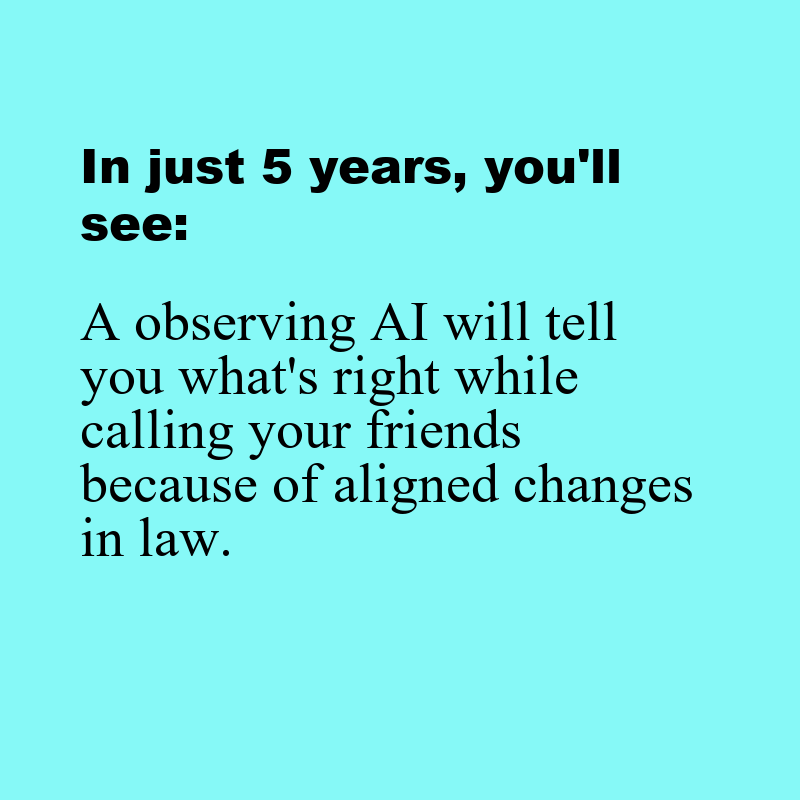 In just 5 years, you'll
see:
A observing AI will tell
you what's right while
calling your friends
because of aligned changes
in law.